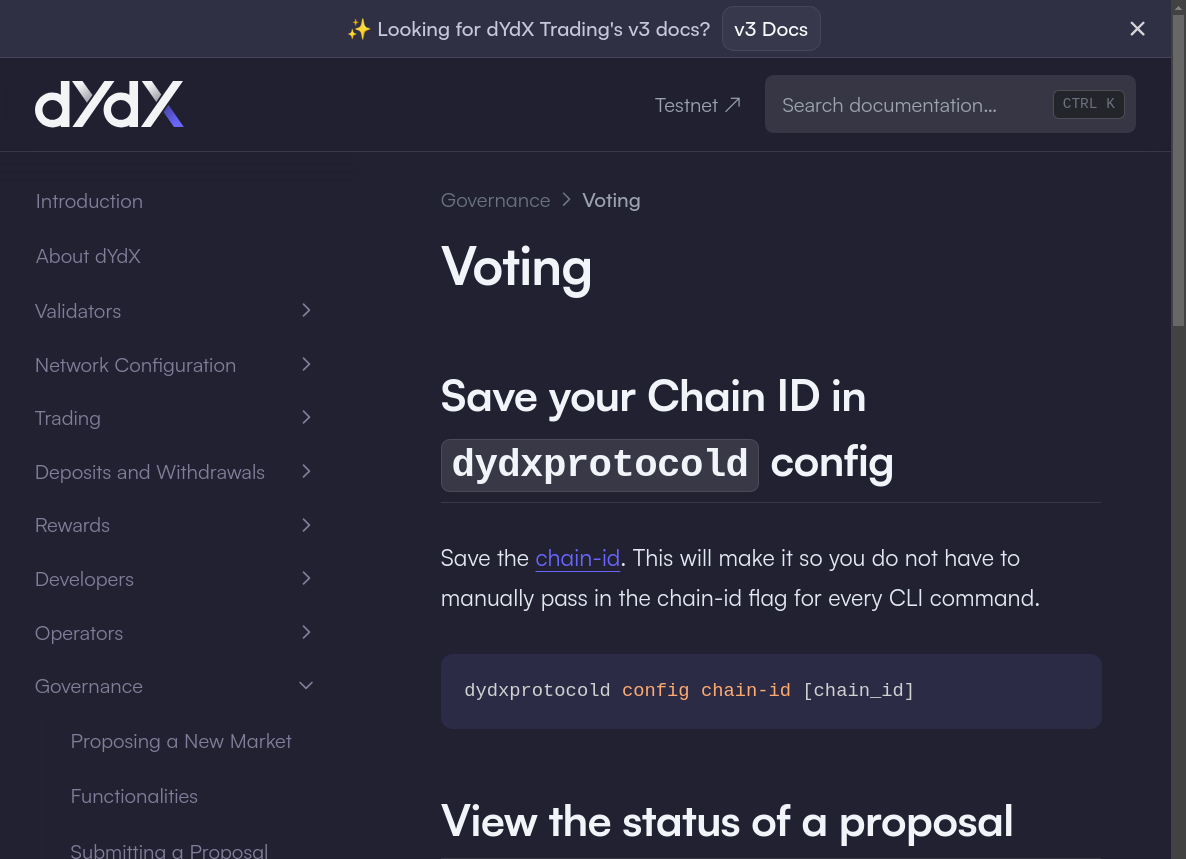 ✨ Looking for dYdX Trading's v3 docs? v3 Docs
dYdX
Testnet
Search documentation…
CTRL K
Introduction
About dYdX
Validators
Network Configuration
Trading
Deposits and Withdrawals
Rewards
Developers
Operators
Governance
Proposing a New Market
Functionalities
Submitting a Proposal
Governance > Voting
Voting
Save your Chain ID in
dydxprotocold config
Save the chain-id. This will make it so you do not have to
manually pass in the chain-id flag for every CLI command.
dydxprotocold config chain-id [chain_id]
View the status of a proposal